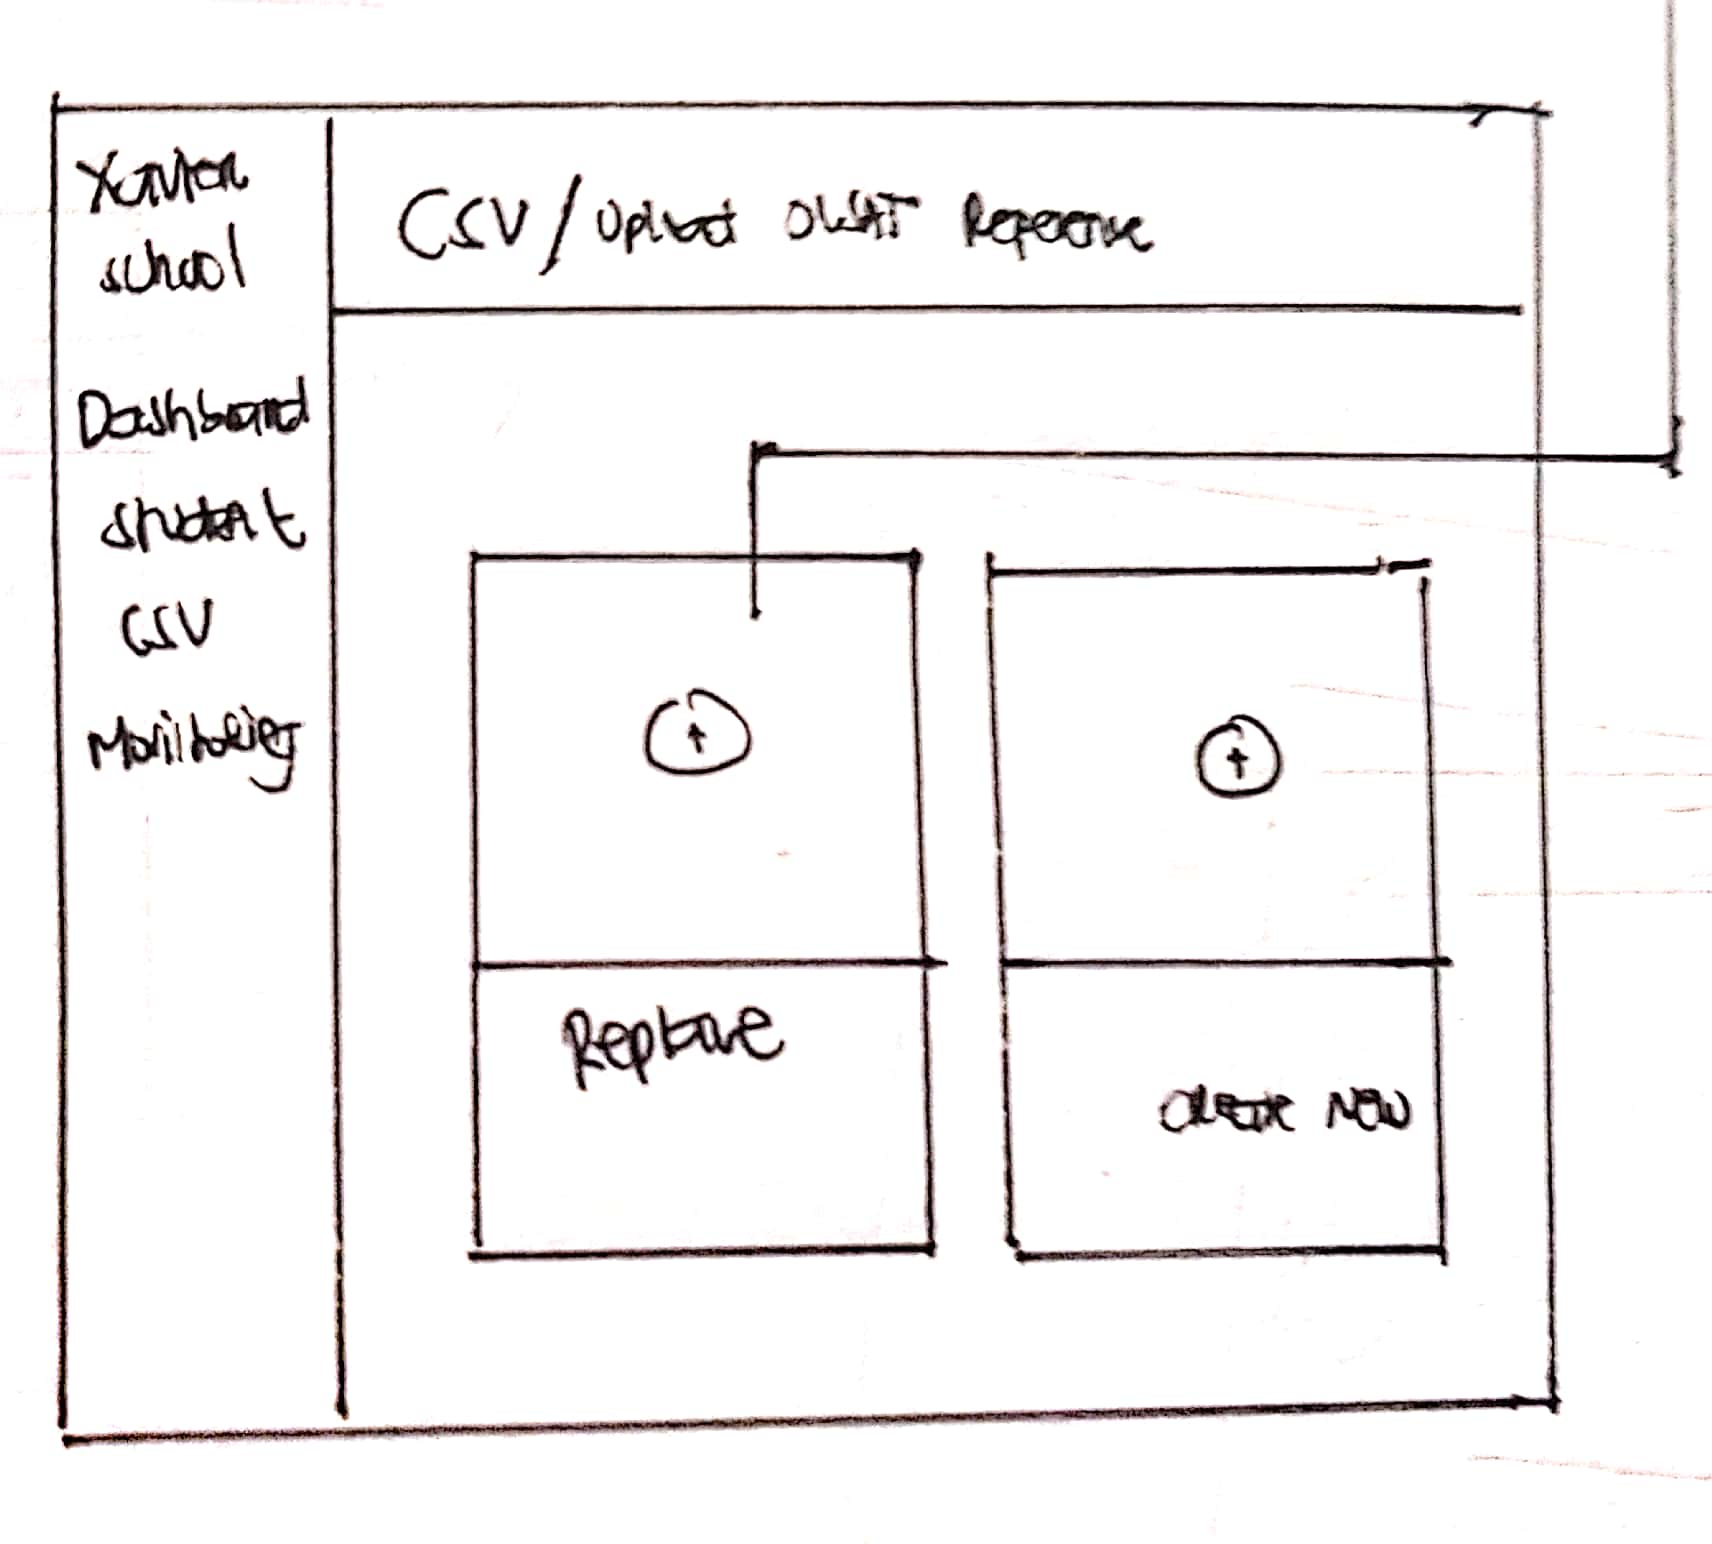 Xavier
school
Dashboard
Student
CSV
Monitoring
CSV / Upload OLSAT Reference
Replace
CREATE NEW